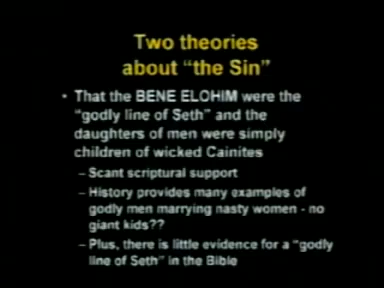 Two theories
about "the Sin"
• That the BENE ELOHIM were the
"godly line of Seth" and the
daughters of men were simply
children of wicked Cainites
– Scant scriptural support
– History provides many examples of
godly men marrying nasty women - no
giant kids??
– Plus, there is little evidence for a "godly
line of Seth" in the Bible